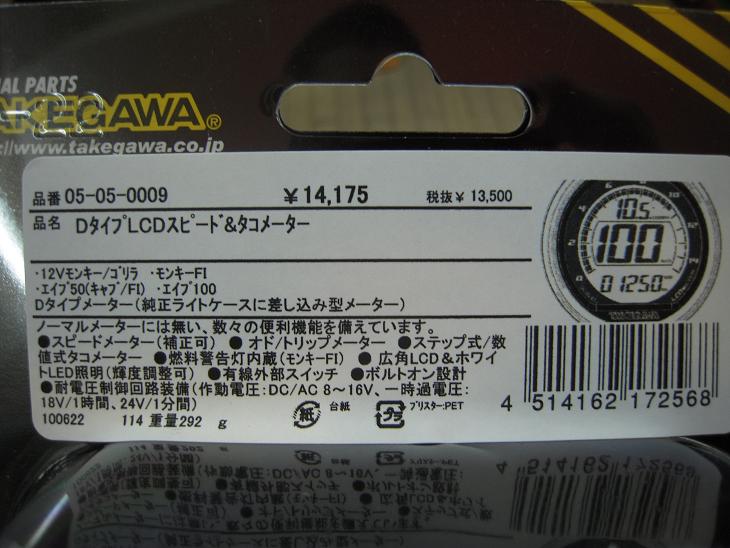 IAL PARTS
TAKEGAWA®
://www.takegawa.co.jp
品番 05-05-0009 ¥14,175 税抜¥ 13,500
品名 DタイプLCDスピード&タコメーター
・12Vモンキー/ゴリラ ・モンキーFI
・エイプ50(キャブ/FI) ・エイプ100
Dタイプメーター(純正ライトケースに差し込み型メーター)
ノーマルメーターには無い、数々の便利機能を備えています。
●スピードメーター(補正可) ●オド/トリップメーター ●ステップ式/数
値式タコメーター ●燃料警告灯内蔵(モンキーFI) ●広角LCD&ホワイ
トLED照明(輝度調整可) ●有線外部スイッチ ●ボルトオン設計
●耐電圧制御回路装備(作動電圧:DC/AC 8~16V、一時過電圧:
18V/1時間、24V/1分間)
100622 114 重量292 g
紙 台紙 プラ ブリスター:PET
10.5
100
01250
TAKEGAWA
4 514162 172568